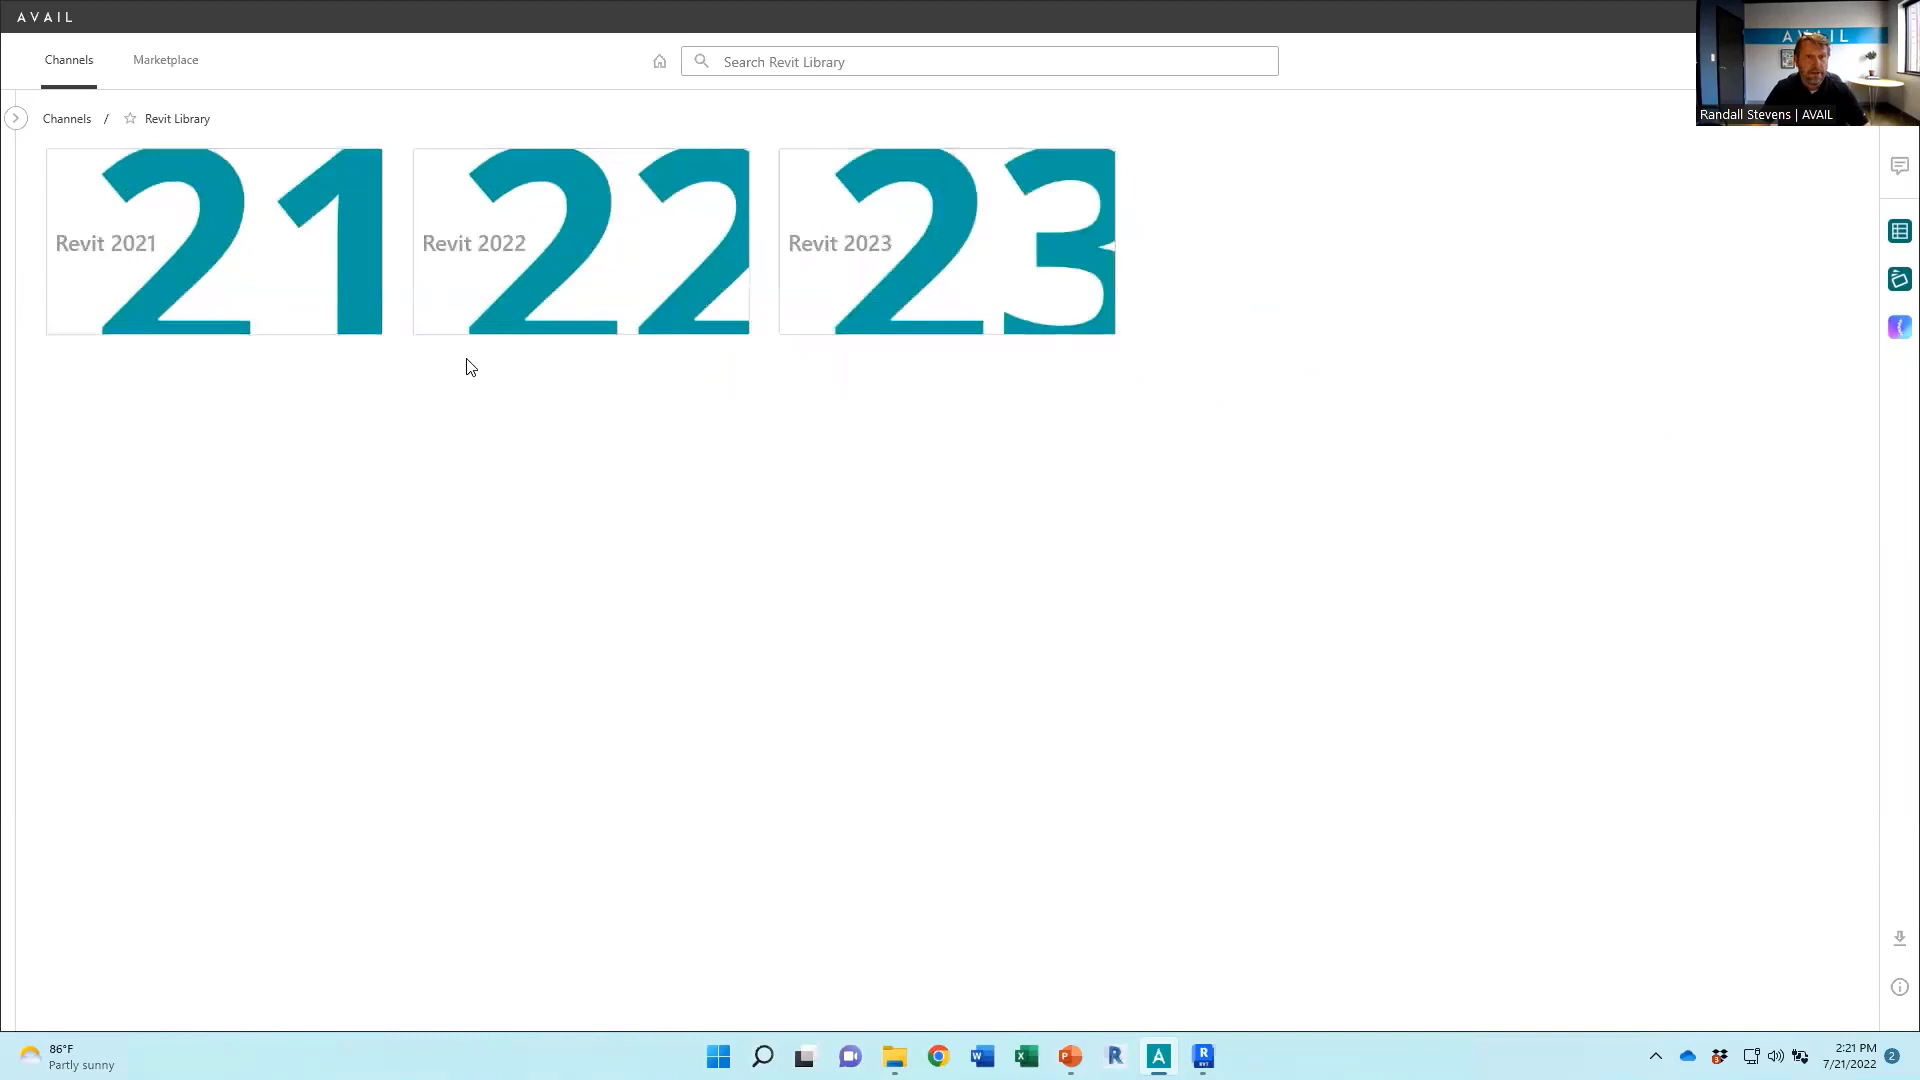 AVAIL
Channels
Marketplace
Search Revit Library
AVAIL
Randall Stevens | AVAIL
Channels / Revit Library
21
Revit 2021
22
Revit 2022
23
Revit 2023
86°F
Partly sunny
2:21 PM
7/21/2022
2